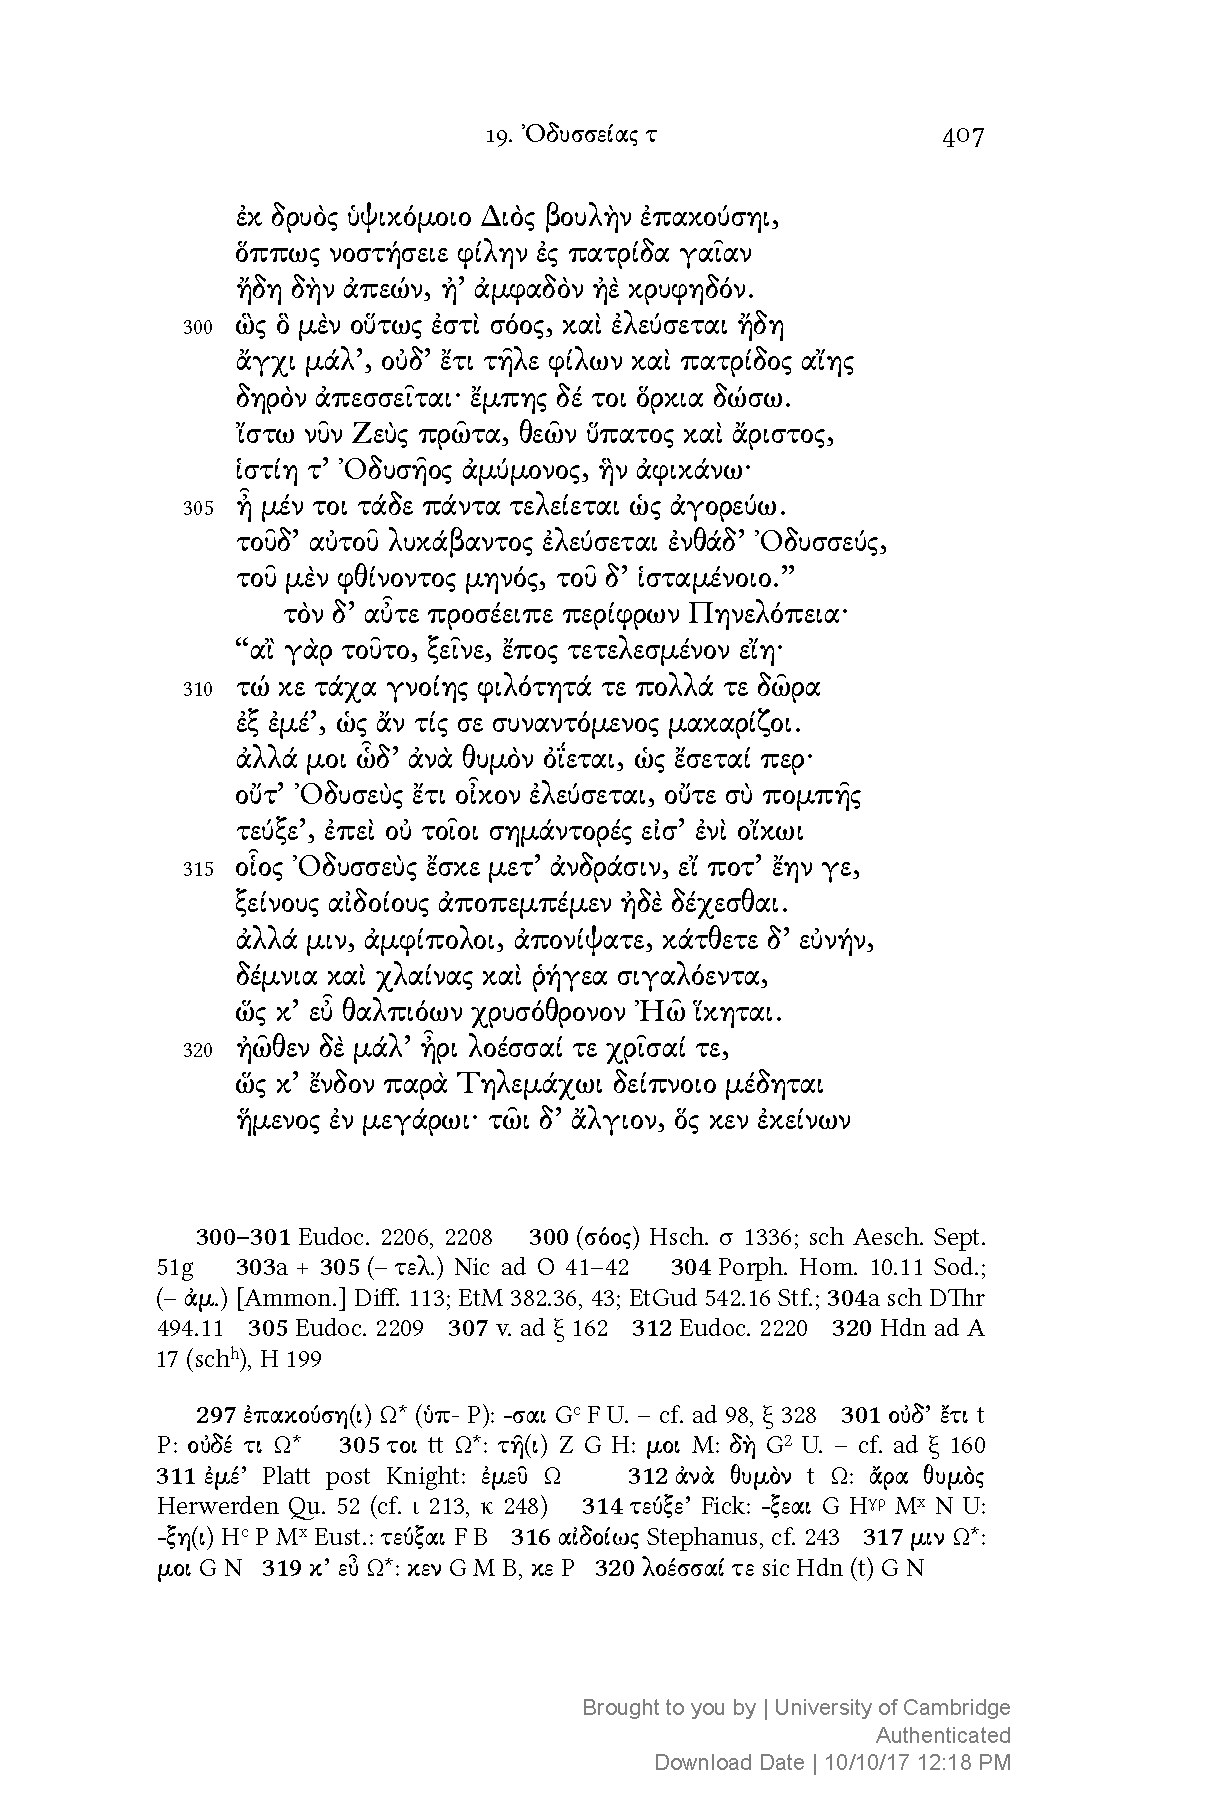 19. Ὀδυσσείας τ 407
ἐκ δρυὸς ὑψικόμοιο Διὸς βουλὴν ἐπακούσηι,
ὅππως νοστήσειε φίλην ἐς πατρίδα γαῖαν
ἤδη δὴν ἀπεών, ἠ’ ἀμφαδὸν ἠὲ κρυφηδόν.
300 ὣς ὃ μὲν οὕτως ἐστὶ σόος, καὶ ἐλεύσεται ἤδη
ἄγχι μάλ’, οὐδ’ ἔτι τῆλε φίλων καὶ πατρίδος αἴης
δηρὸν ἀπεσσεῖται· ἔμπης δέ τοι ὅρκια δώσω.
ἴστω νῦν Ζεὺς πρῶτα, θεῶν ὕπατος καὶ ἄριστος,
ἱστίη τ’ Ὀδυσῆος ἀμύμονος, ἣν ἀφικάνω·
305 ἦ μέν τοι τάδε πάντα τελείεται ὡς ἀγορεύω.
τοῦδ’ αὐτοῦ λυκάβαντος ἐλεύσεται ἐνθάδ’ Ὀδυσσεύς,
τοῦ μὲν φθίνοντος μηνός, τοῦ δ’ ἱσταμένοιο.”
τὸν δ’ αὖτε προσέειπε περίφρων Πηνελόπεια·
“αἲ γὰρ τοῦτο, ξεῖνε, ἔπος τετελεσμένον εἴη·
310 τώ κε τάχα γνοίης φιλότητά τε πολλά τε δῶρα
ἐξ ἐμέ’, ὡς ἄν τίς σε συναντόμενος μακαρίζοι.
ἀλλά μοι ὧδ’ ἀνὰ θυμὸν ὀΐεται, ὡς ἔσεταί περ·
οὔτ’ Ὀδυσεὺς ἔτι οἶκον ἐλεύσεται, οὔτε σὺ πομπῆς
τεύξε’, ἐπεὶ οὐ τοῖοι σημάντορές εἰσ’ ἐνὶ οἴκωι
315 οἷος Ὀδυσσεὺς ἔσκε μετ’ ἀνδράσιν, εἴ ποτ’ ἔην γε,
ξείνους αἰδοίους ἀποπεμπέμεν ἠδὲ δέχεσθαι.
ἀλλά μιν, ἀμφίπολοι, ἀπονίψατε, κάτθετε δ’ εὐνήν,
δέμνια καὶ χλαίνας καὶ ῥήγεα σιγαλόεντα,
ὥς κ’ εὖ θαλπιόων χρυσόθρονον Ἠῶ ἵκηται.
320 ἠῶθεν δὲ μάλ’ ἦρι λοέσσαί τε χρῖσαί τε,
ὥς κ’ ἔνδον παρὰ Τηλεμάχωι δείπνοιο μέδηται
ἥμενος ἐν μεγάρωι· τῶι δ’ ἄλγιον, ὅς κεν ἐκείνων
300–301 Eudoc. 2206, 2208 300 (σόος) Hsch. σ 1336; sch Aesch. Sept.
51g 303a + 305 (– τελ.) Nic ad O 41–42 304 Porph. Hom. 10.11 Sod.;
(– ἀμ.) [Ammon.] Diff. 113; EtM 382.36, 43; EtGud 542.16 Stf.; 304a sch DThr
494.11 305 Eudoc. 2209 307 v. ad ξ 162 312 Eudoc. 2220 320 Hdn ad A
17 (schʰ), H 199
297 ἐπακούση(ι) Ω* (ὑπ- P): -σαι Gᶜ F U. – cf. ad 98, ξ 328 301 οὐδ’ ἔτι t
P: οὐδέ τι Ω* 305 τοι tt Ω*: τῆ(ι) Z G H: μοι M: δὴ G² U. – cf. ad ξ 160
311 ἐμέ’ Platt post Knight: ἐμεῦ Ω 312 ἀνὰ θυμὸν t Ω: ἄρα θυμὸς
Herwerden Qu. 52 (cf. ι 213, κ 248) 314 τεύξε’ Fick: -ξεαι G Hᵞᵖ Mˣ N U:
-ξη(ι) Hᶜ P Mˣ Eust.: τεύξαι F B 316 αἰδοίως Stephanus, cf. 243 317 μιν Ω*:
μοι G N 319 κ’ εὖ Ω*: κεν G M B, κε P 320 λοέσσαί τε sic Hdn (t) G N
Brought to you by | University of Cambridge
Authenticated
Download Date | 10/10/17 12:18 PM